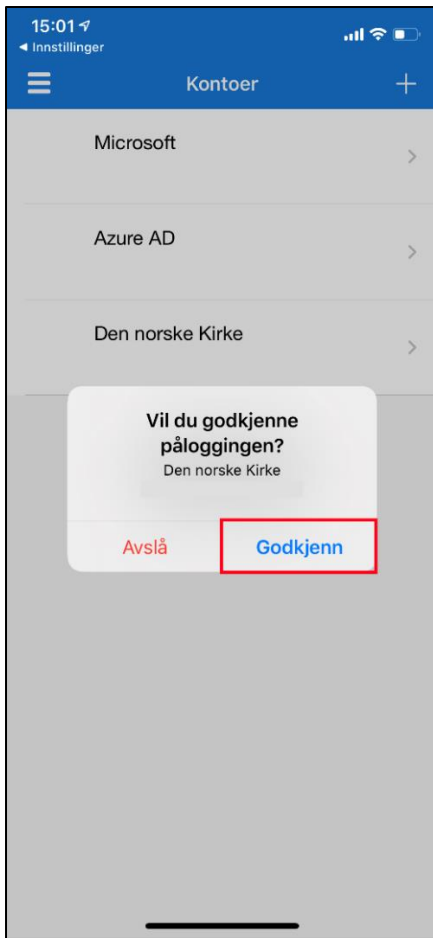 15:01
Innstillinger
Kontoer
Microsoft
Azure AD
Den norske Kirke
Vil du godkjenne
påloggingen?
Den norske Kirke
Avslå
Godkjenn